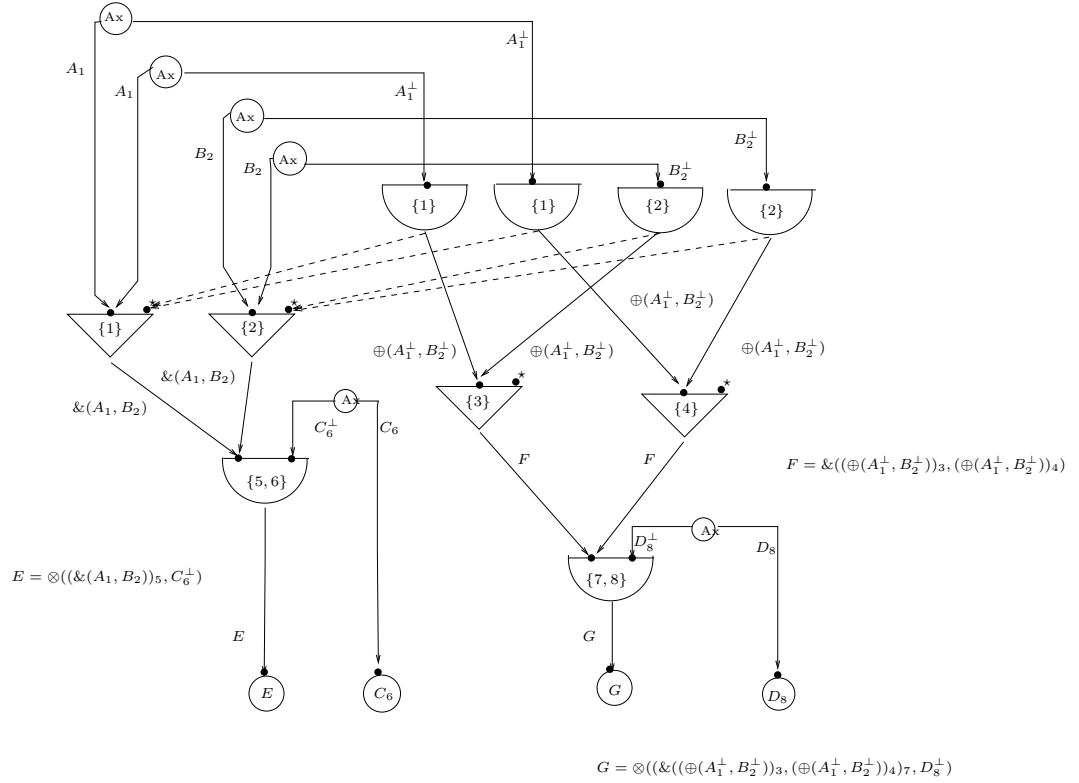 Ax
A_1
A_1^⊥
Ax
A_1
A_1^⊥
Ax
B_2
B_2^⊥
Ax
B_2
B_2^⊥
{1} {1} {2} {2}
⋆ ⋆
{1} {2}
⊕(A_1^⊥, B_2^⊥)
⊕(A_1^⊥, B_2^⊥) ⊕(A_1^⊥, B_2^⊥) ⊕(A_1^⊥, B_2^⊥)
&(A_1, B_2)
⋆ ⋆
{3} {4}
&(A_1, B_2)
Ax
C_6^⊥ C_6
F F
F = &((⊕(A_1^⊥, B_2^⊥))_3, (⊕(A_1^⊥, B_2^⊥))_4)
{5, 6}
Ax
D_8^⊥ D_8
E = ⊗((&(A_1, B_2))_5, C_6^⊥)
{7, 8}
E
G
E C_6 G D_8
G = ⊗((&((⊕(A_1^⊥, B_2^⊥))_3, (⊕(A_1^⊥, B_2^⊥))_4)_7, D_8^⊥)